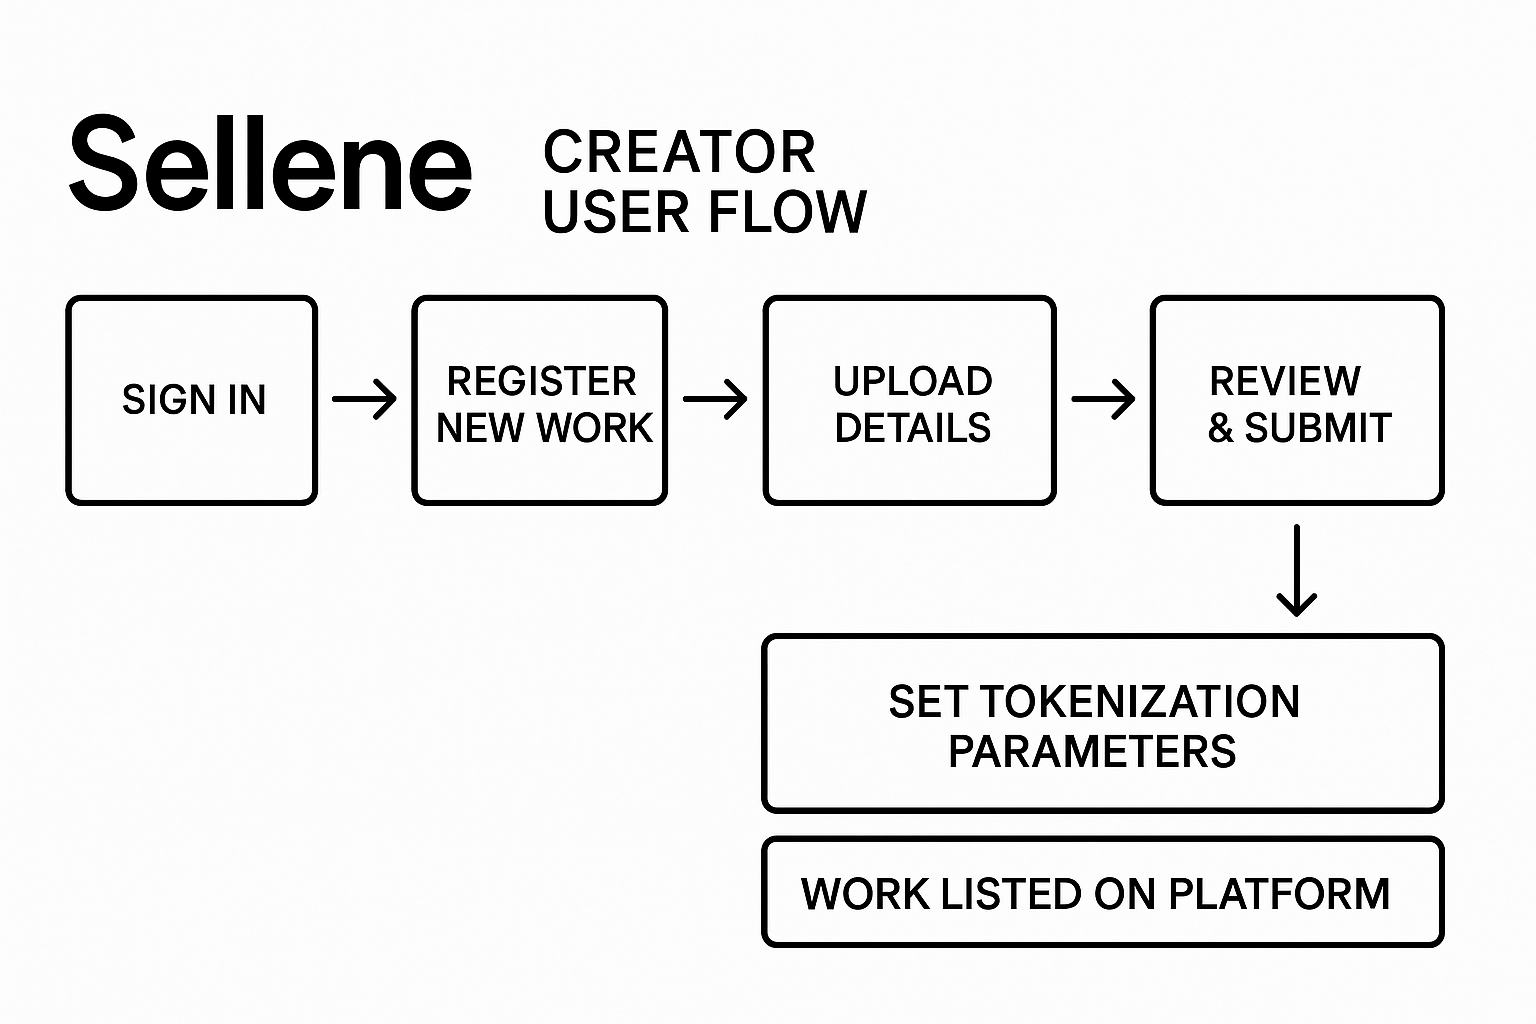 Sellene
CREATOR
USER FLOW
SIGN IN
REGISTER
NEW WORK
UPLOAD
DETAILS
REVIEW
& SUBMIT
SET TOKENIZATION
PARAMETERS
WORK LISTED ON PLATFORM